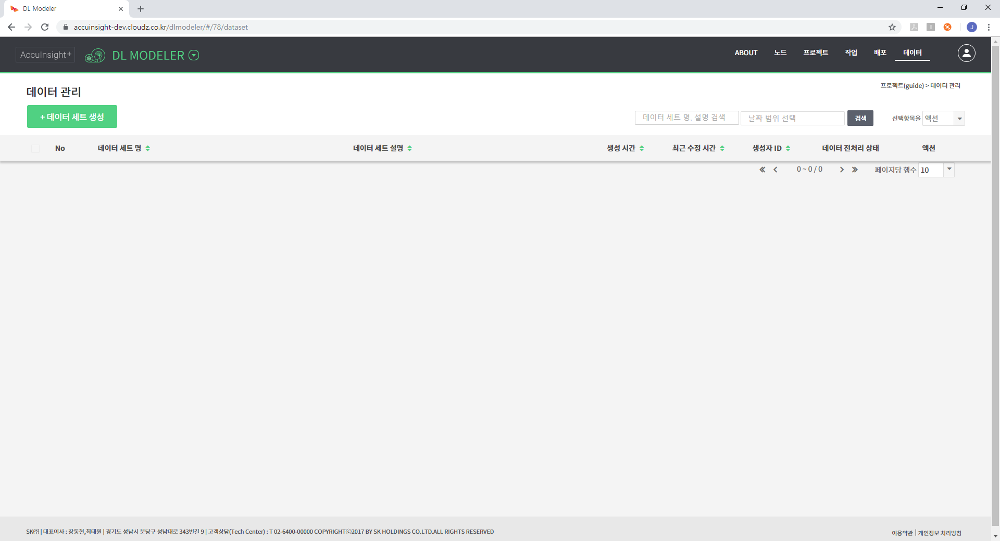 DL Modeler
accuinsight-dev.cloudz.co.kr/dlmodeler/#/78/dataset
J
AccuInsight+ DL MODELER
ABOUT 노드 프로젝트 작업 배포 데이터
프로젝트(guide) > 데이터 관리
데이터 관리
+ 데이터 세트 생성
데이터 세트 명, 설명 검색 날짜 범위 선택 검색 선택항목을 액션
No 데이터 세트 명 데이터 세트 설명 생성 시간 최근 수정 시간 생성자 ID 데이터 전처리 상태 액션
0 ~ 0 / 0 페이지당 행수 10
SK㈜ | 대표이사 : 장동현,최태원 | 경기도 성남시 분당구 성남대로 343번길 9 | 고객상담(Tech Center) : T 02-6400-00000 COPYRIGHTⓒ2017 BY SK HOLDINGS CO.LTD.ALL RIGHTS RESERVED
이용약관 | 개인정보 처리방침